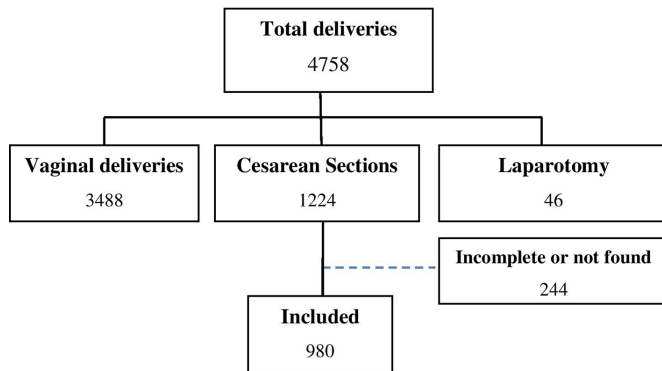 Total deliveries
4758
Vaginal deliveries
3488
Cesarean Sections
1224
Laparotomy
46
Incomplete or not found
244
Included
980